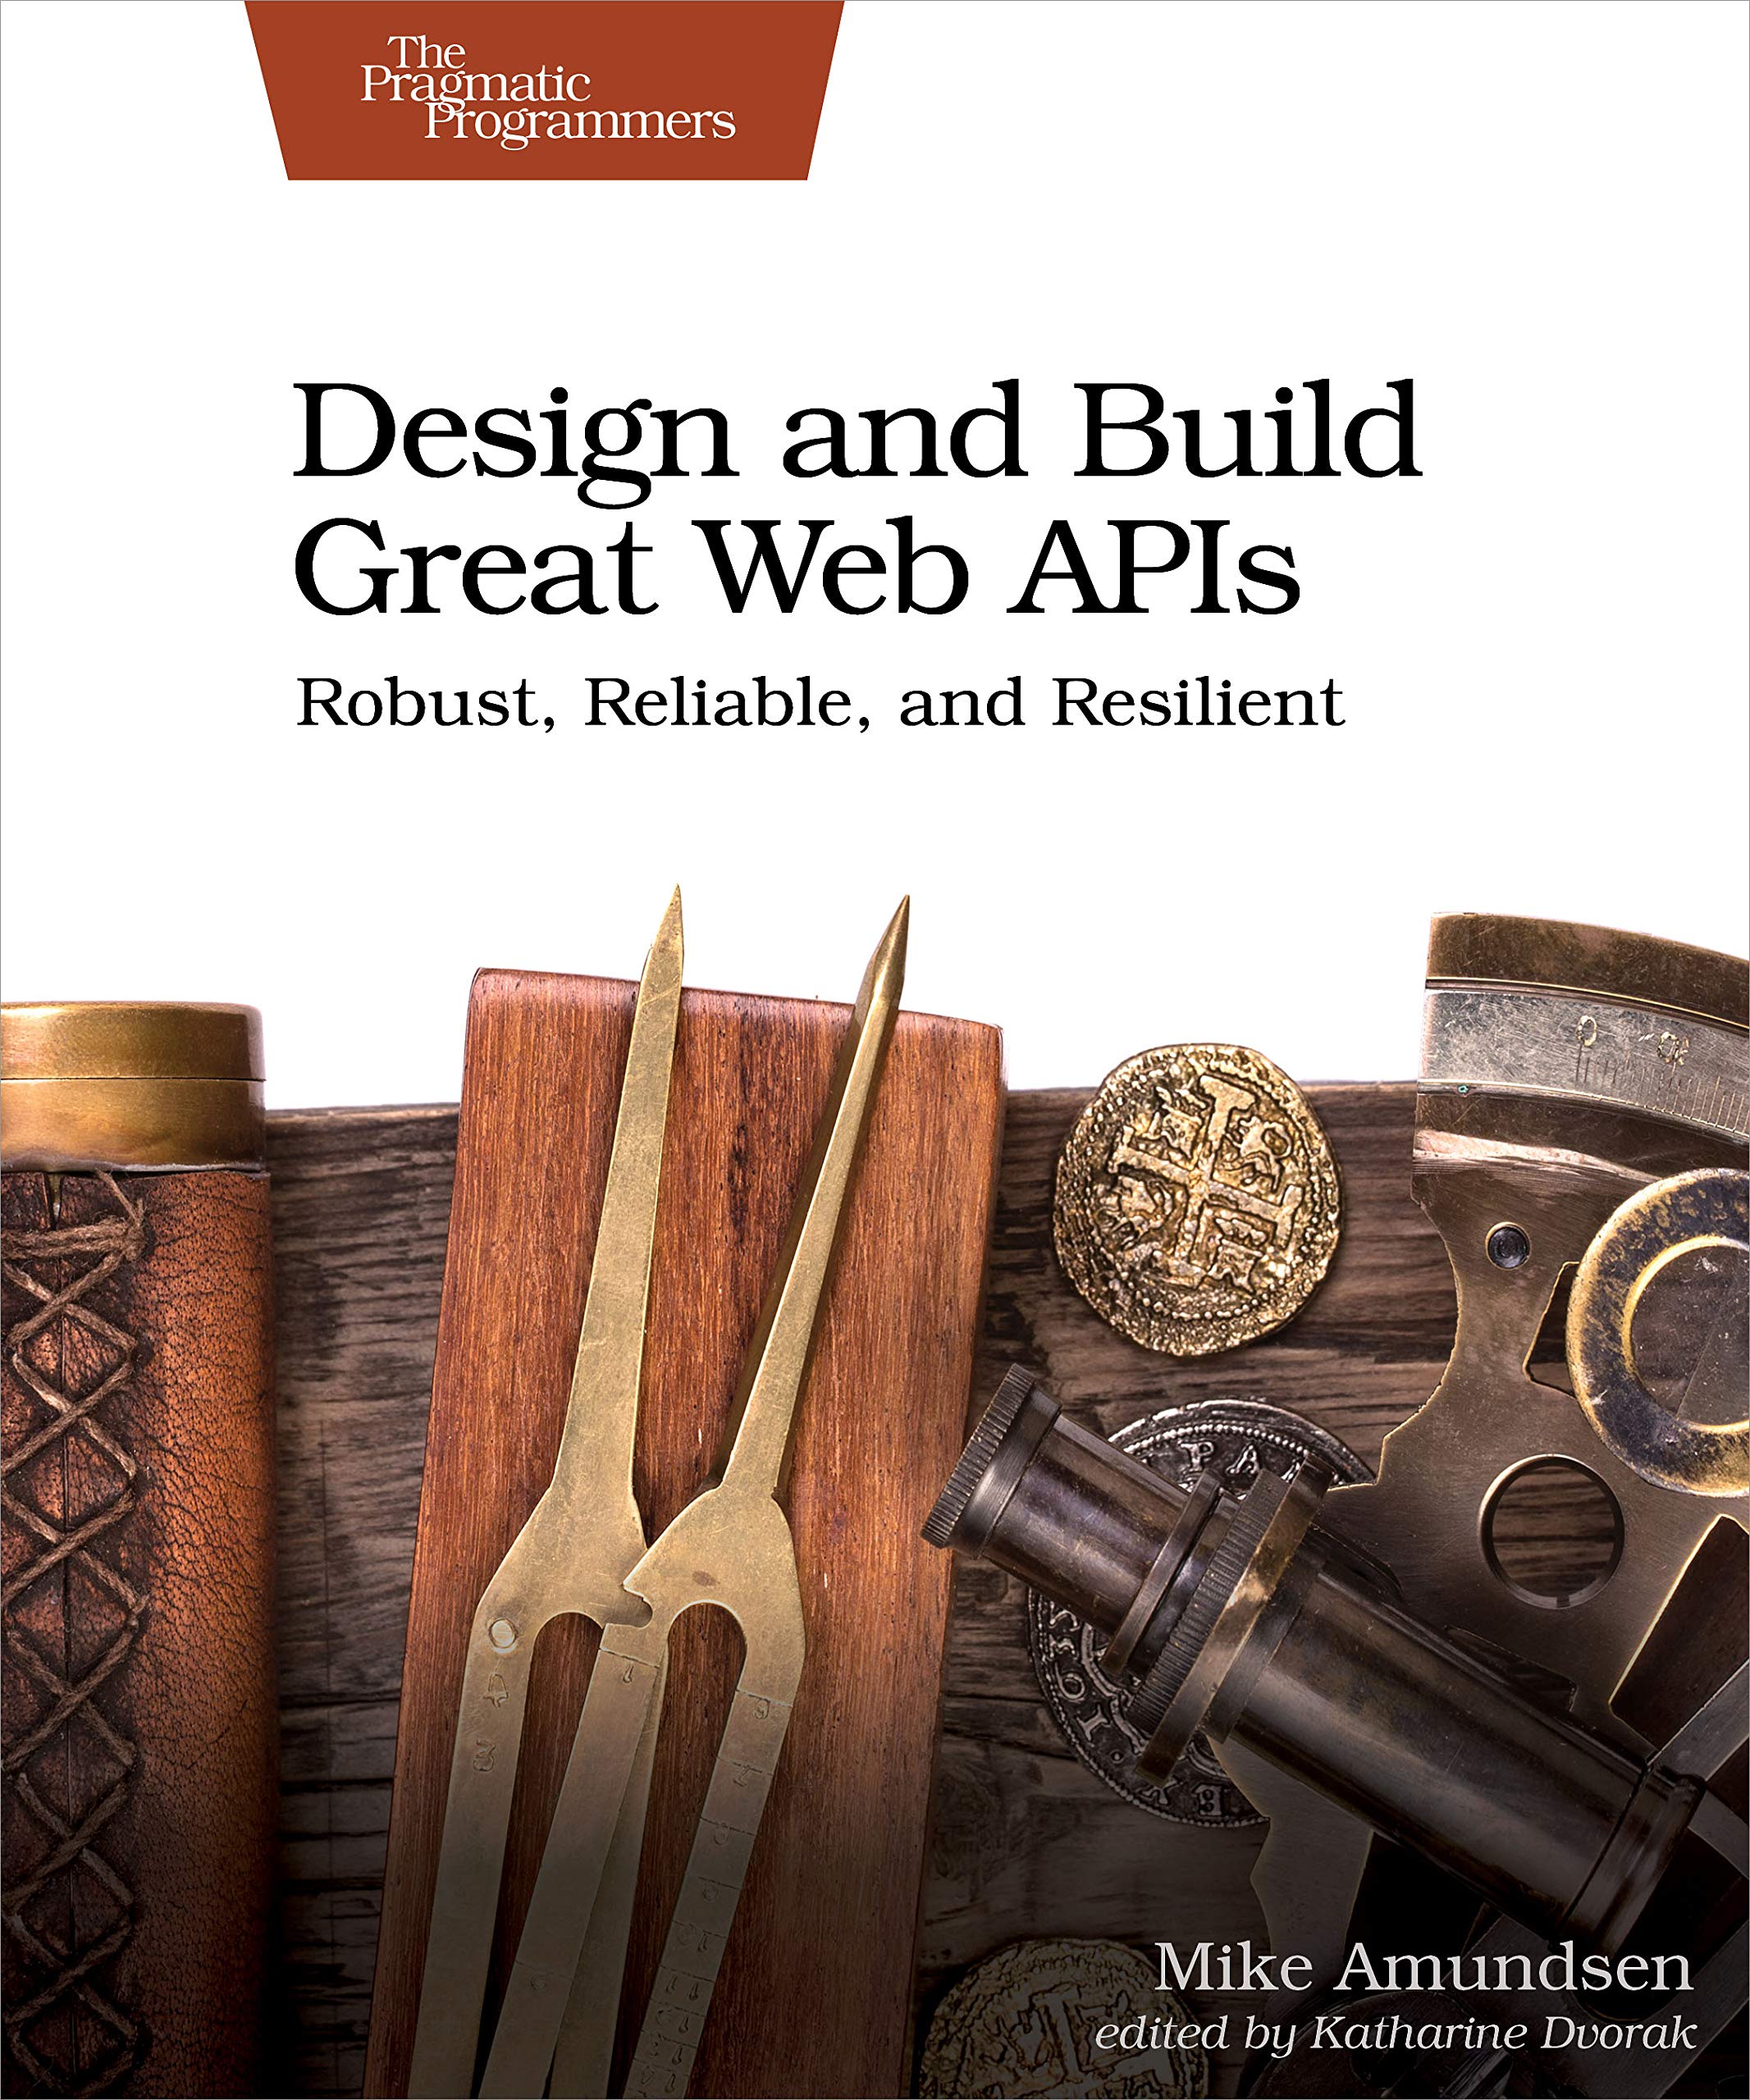 The
Pragmatic
Programmers
Design and Build
Great Web APIs
Robust, Reliable, and Resilient
Mike Amundsen
edited by Katharine Dvorak